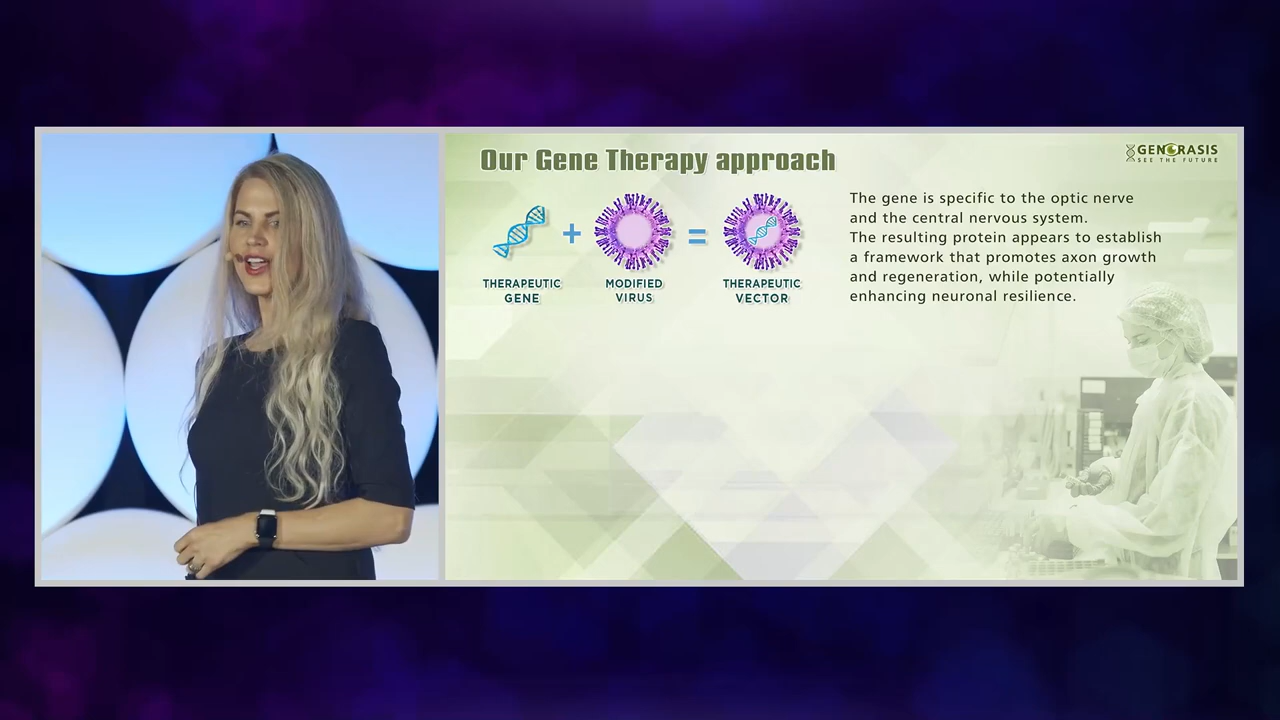 Our Gene Therapy approach
GENORASIS
SEE THE FUTURE
+
=
THERAPEUTIC
GENE
MODIFIED
VIRUS
THERAPEUTIC
VECTOR
The gene is specific to the optic nerve
and the central nervous system.
The resulting protein appears to establish
a framework that promotes axon growth
and regeneration, while potentially
enhancing neuronal resilience.